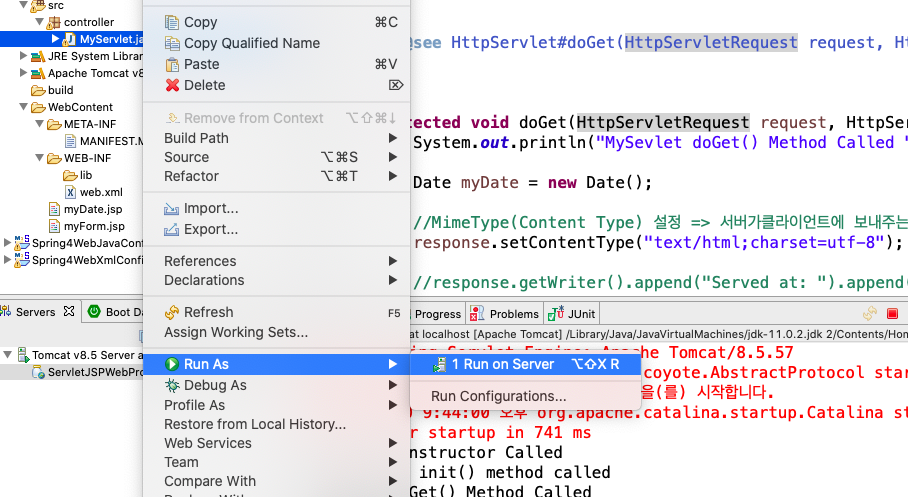 src
controller
MyServlet.ja
JRE System Librar
Apache Tomcat v8
build
WebContent
META-INF
MANIFEST.M
WEB-INF
lib
web.xml
myDate.jsp
myForm.jsp
Spring4WebJavaConf
Spring4WebXmlConfi
Servers
Boot Da
Tomcat v8.5 Server a
ServletJSPWebPro
Copy ⌘C
Copy Qualified Name
Paste ⌘V
Delete ⌦
Remove from Context ⌥⇧⌘↓
Build Path
Source ⌥⌘S
Refactor ⌥⌘T
Import...
Export...
References
Declarations
Refresh F5
Assign Working Sets...
Run As
Debug As
Profile As
Restore from Local History...
Web Services
Team
Compare With
1 Run on Server ⌥⇧X R
Run Configurations...
@see HttpServlet#doGet(HttpServletRequest request, Ht
tected void doGet(HttpServletRequest request, HttpSer
System.out.println("MySevlet doGet() Method Called "
Date myDate = new Date();
//MimeType(Content Type) 설정 => 서버가클라이언트에 보내주는
response.setContentType("text/html;charset=utf-8");
//response.getWriter().append("Served at: ").append(
Progress
Problems
JUnit
at localhost [Apache Tomcat] /Library/Java/JavaVirtualMachines/jdk-11.0.2.jdk 2/Contents/Hom
Apache Tomcat/8.5.57
coyote.AbstractProtocol star
을(를) 시작합니다.
9:44:00 오후 org.apache.catalina.startup.Catalina st
r startup in 741 ms
nstructor Called
init() method called
Get() Method Called